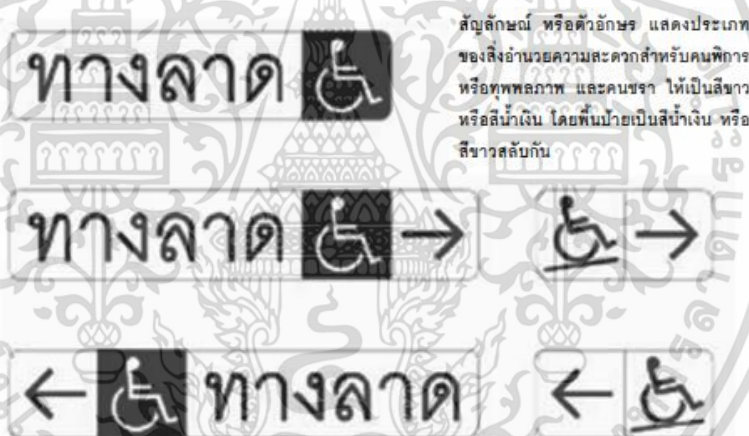 ทางลาด
สัญลักษณ์ หรือตัวอักษร แสดงประเภท
ของสิ่งอำนวยความสะดวกสำหรับคนพิการ
หรือทุพพลภาพ และคนชรา ให้เป็นสีขาว
หรือสีน้ำเงิน โดยพื้นป้ายเป็นสีน้ำเงิน หรือ
สีขาวสลับกัน
ทางลาด →
→
← ทางลาด
←